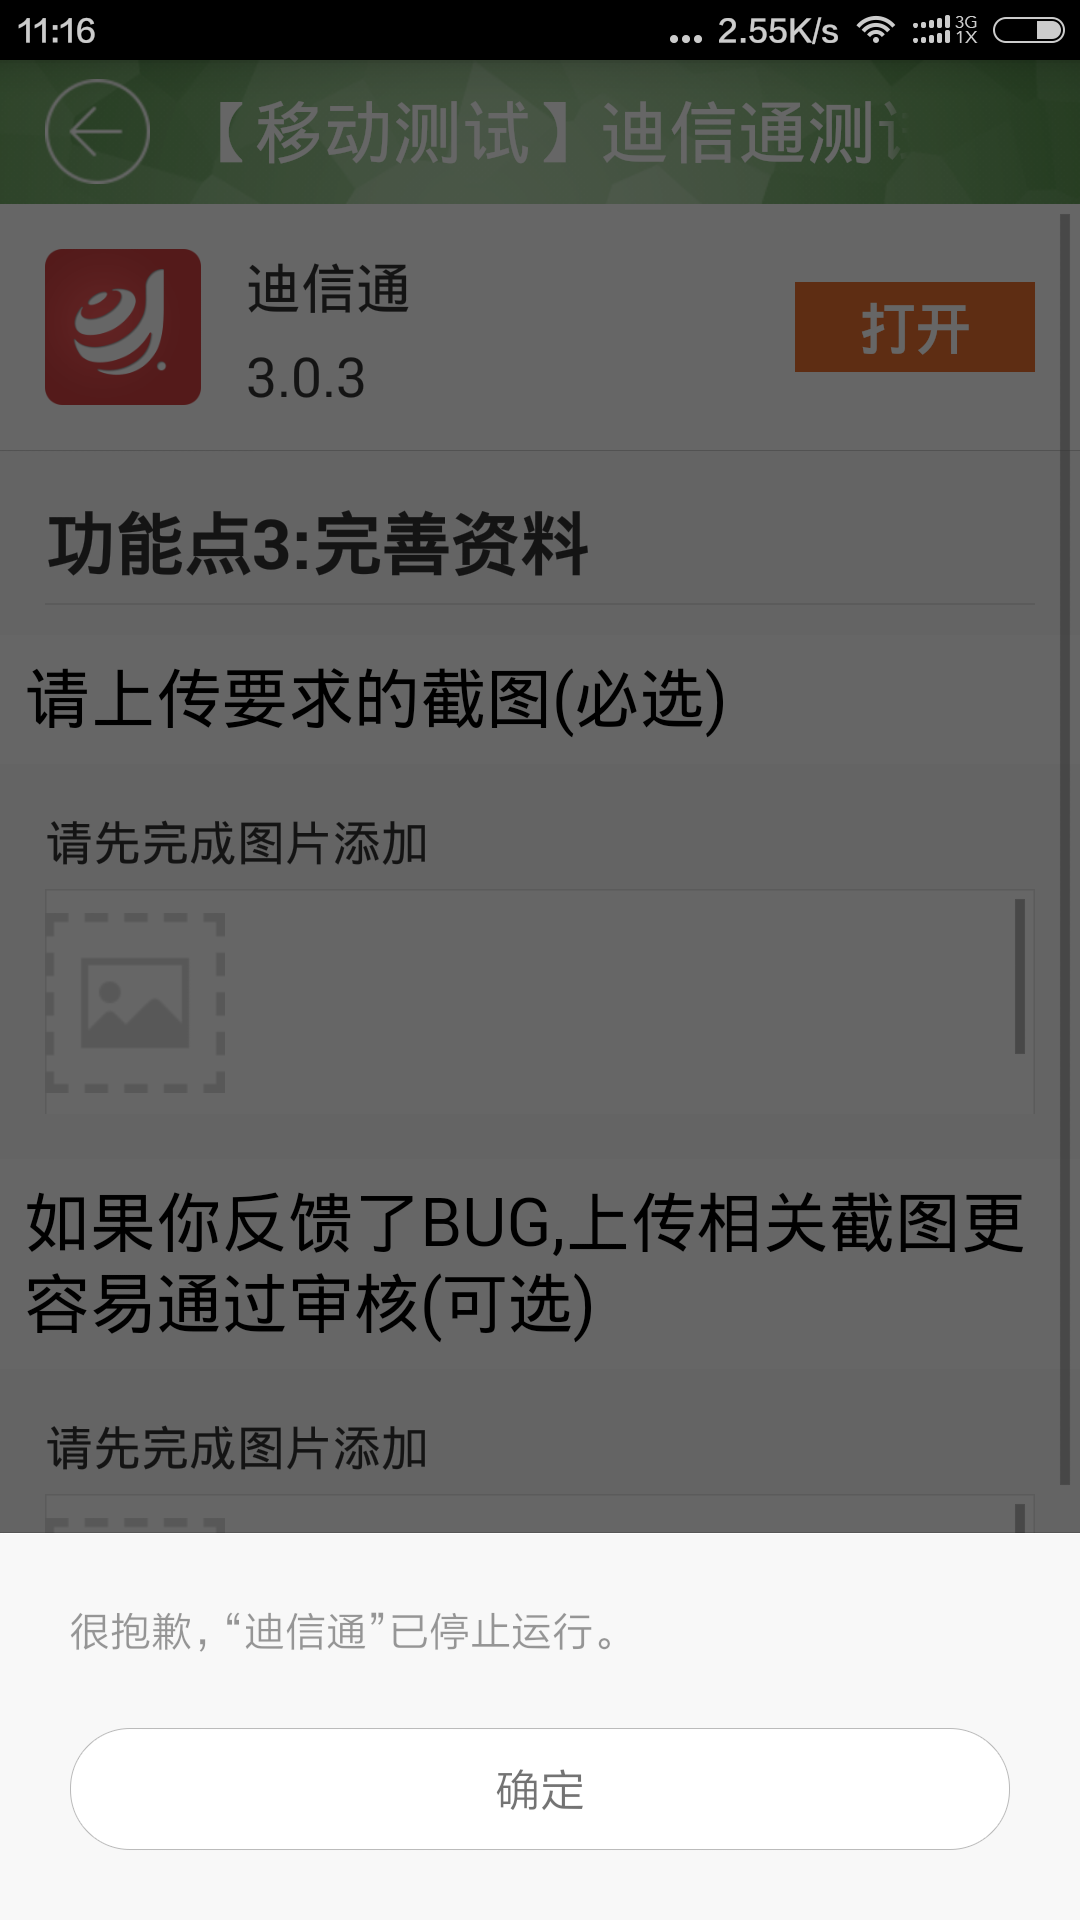 11:16
... 2.55K/s 3G
1X
【移动测试】迪信通测
迪信通
3.0.3
打开
功能点3:完善资料
请上传要求的截图(必选)
请先完成图片添加
如果你反馈了BUG,上传相关截图更
容易通过审核(可选)
请先完成图片添加
很抱歉，“迪信通”已停止运行。
确定